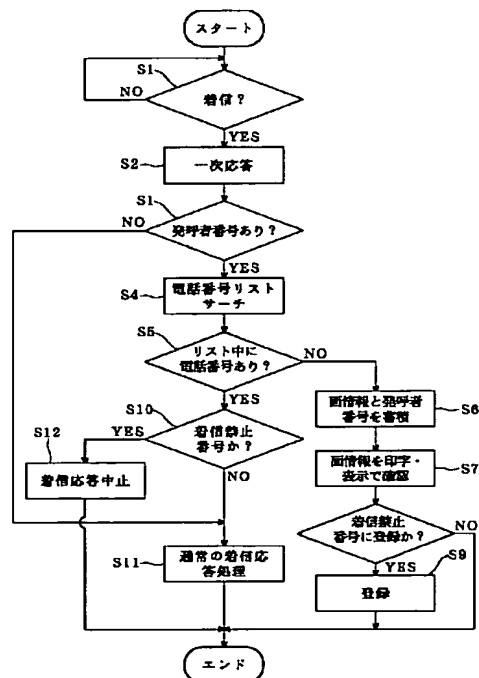 スタート
S1
NO
着信？
YES
S2
一次応答
S1
NO
発呼者番号あり？
YES
S4
電話番号リスト
サーチ
S5
リスト中に
電話番号あり？
NO
YES
S10
S12
YES
着信禁止
番号か？
NO
着信応答中止
画情報と発呼者
番号を蓄積
S6
画情報を印字・
表示で確認
S7
着信禁止
番号に登録か？
NO
YES
S9
登録
S11
通常の着信応
答処理
エンド